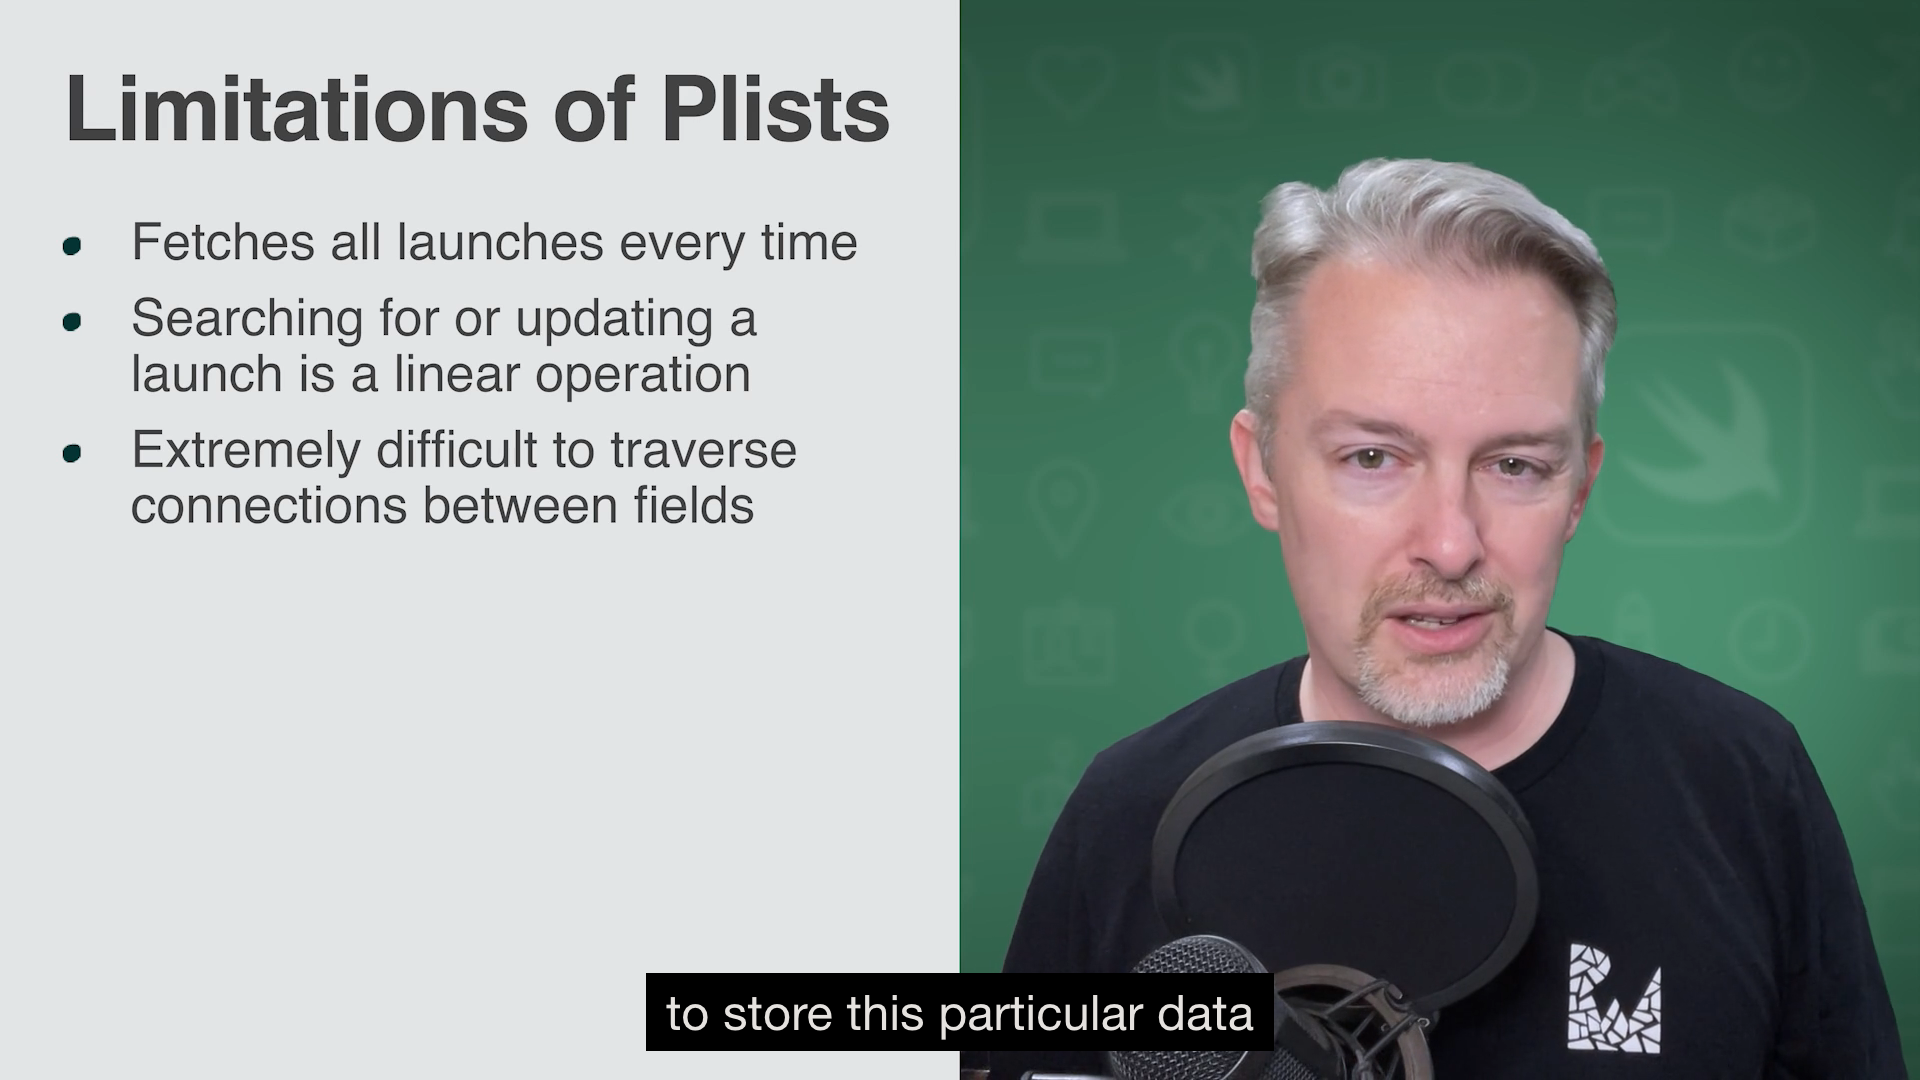 Limitations of Plists
Fetches all launches every time
Searching for or updating a
launch is a linear operation
Extremely difficult to traverse
connections between fields
to store this particular data
RW